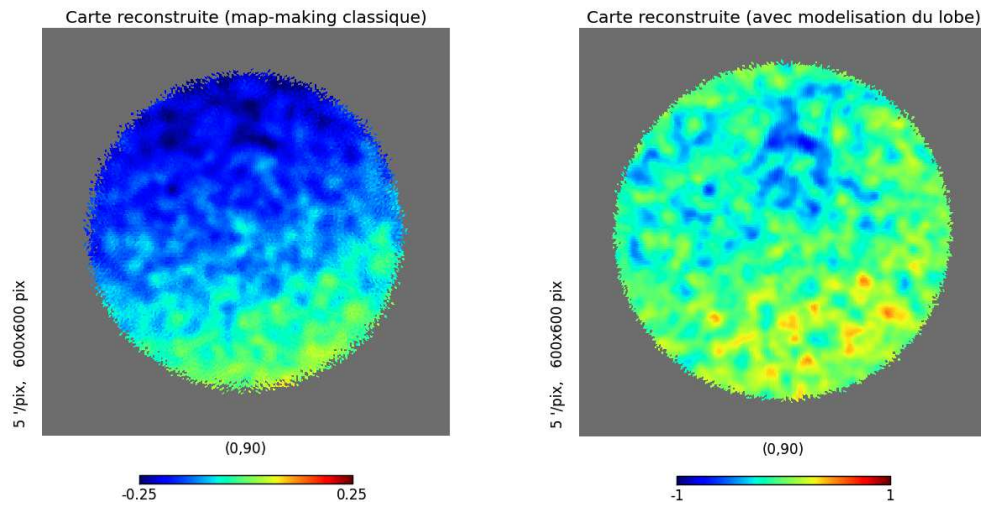 Carte reconstruite (map-making classique)
5 '/pix,   600x600 pix
(0,90)
-0.25
0.25
Carte reconstruite (avec modelisation du lobe)
5 '/pix,   600x600 pix
(0,90)
-1
1